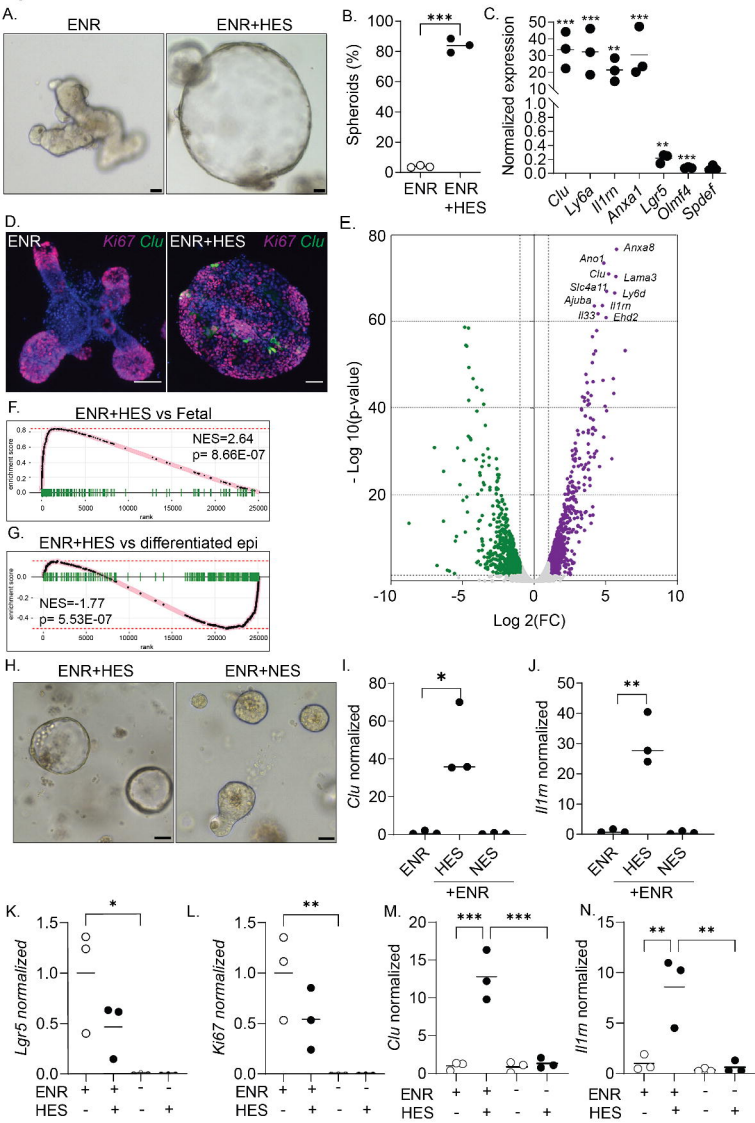 A.
ENR
ENR+HES
B.
***
Spheroids (%)
100
80
60
40
20
0
ENR
ENR
+HES
C.
Normalized expression
50
40
30
20
10
1.0
0.8
0.6
0.4
0.2
0.0
***
***
**
***
**
***
Clu
Ly6a
Il1rn
Anxa1
Lgr5
Olmf4
Spdef
D.
ENR
Ki67 Clu
ENR+HES
Ki67 Clu
E.
- Log 10(p-value)
80
60
40
20
-10
-5
0
5
10
Log 2(FC)
Anxa8
Ano1
Clu
Lama3
Slc4a11
Ly6d
Ajuba
Il1rn
Il33
Ehd2
F.
ENR+HES vs Fetal
NES=2.64
p= 8.66E-07
enrichment score
0.8
0.6
0.4
0.2
0.0
0
5000
10000
15000
20000
25000
rank
G.
ENR+HES vs differentiated epi
NES=-1.77
p= 5.53E-07
enrichment score
0.0
-0.2
-0.4
0
5000
10000
15000
20000
25000
rank
H.
ENR+HES
ENR+NES
I.
*
Clu normalized
80
60
40
20
0
ENR
HES
NES
+ENR
J.
**
Il1rn normalized
50
40
30
20
10
0
ENR
HES
NES
+ENR
K.
*
Lgr5 normalized
1.5
1.0
0.5
0.0
ENR + + - -
HES - + - +
L.
**
Ki67 normalized
1.5
1.0
0.5
0.0
+ + - -
- + - +
M.
***
***
Clu normalized
20
15
10
5
0
ENR + + - -
HES - + - +
N.
**
**
Il1rn normalized
15
10
5
0
+ + - -
- + - +